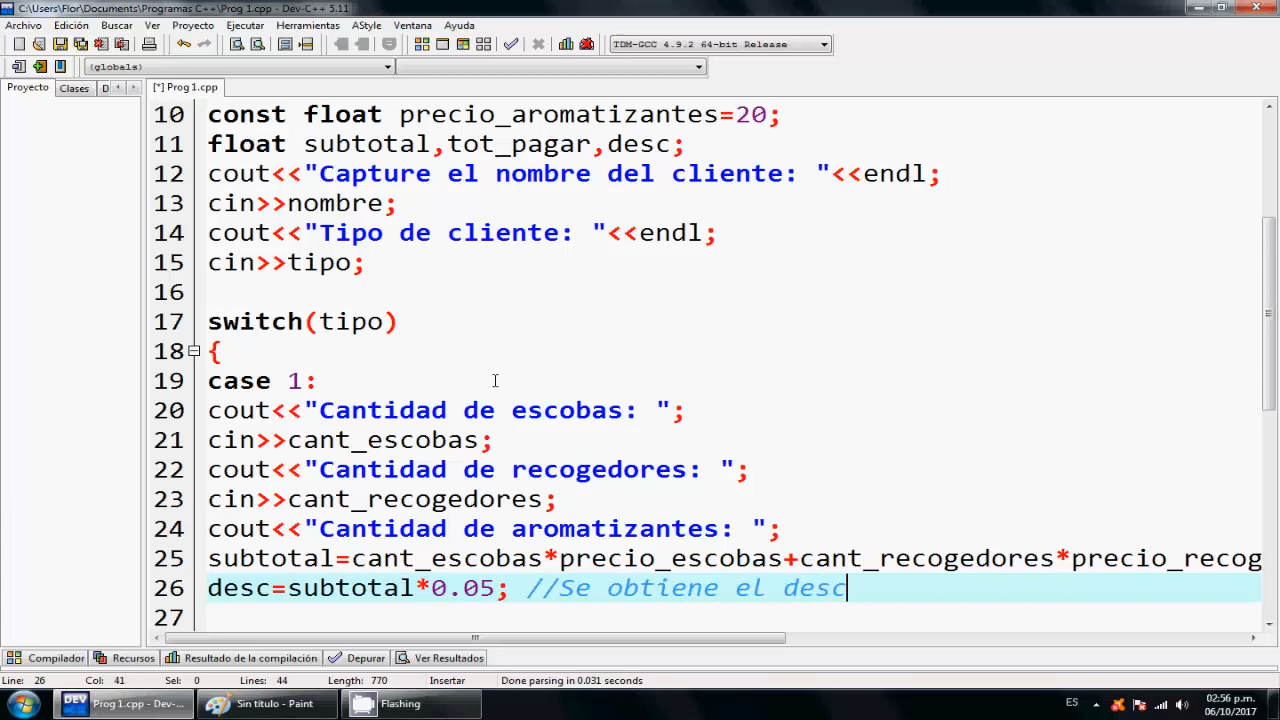 C:\Users\Flor\Documents\Programas C++\Prog 1.cpp - Dev-C++ 5.11
Archivo Edición Buscar Ver Proyecto Ejecutar Herramientas AStyle Ventana Ayuda
TDM-GCC 4.9.2 64-bit Release
(globals)
Proyecto Clases D [*] Prog 1.cpp
10 const float precio_aromatizantes=20;
11 float subtotal,tot_pagar,desc;
12 cout<<"Capture el nombre del cliente: "<<endl;
13 cin>>nombre;
14 cout<<"Tipo de cliente: "<<endl;
15 cin>>tipo;
16
17 switch(tipo)
18 {
19 case 1:
20 cout<<"Cantidad de escobas: ";
21 cin>>cant_escobas;
22 cout<<"Cantidad de recogedores: ";
23 cin>>cant_recogedores;
24 cout<<"Cantidad de aromatizantes: ";
25 subtotal=cant_escobas*precio_escobas+cant_recogedores*precio_recog
26 desc=subtotal*0.05; //Se obtiene el desc
27
Compilador Recursos Resultado de la compilación Depurar Ver Resultados
Line: 26 Col: 41 Sel: 0 Lines: 44 Length: 770 Insertar Done parsing in 0.031 seconds
DEV Prog 1.cpp - Dev-... Sin título - Paint Flashing ES 02:56 p.m.
06/10/2017